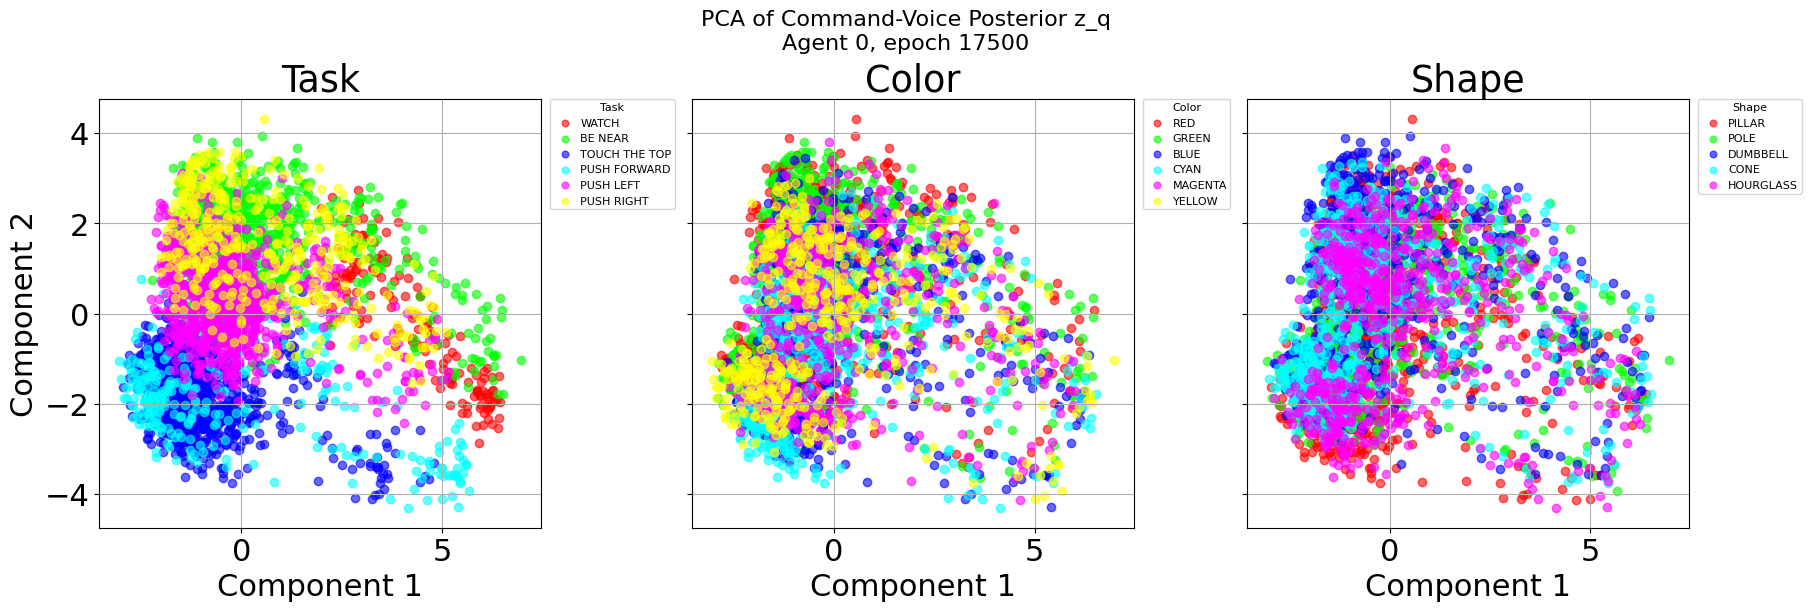 PCA of Command-Voice Posterior z_q
Agent 0, epoch 17500
Task
Component 2
4
2
0
−2
−4
0 5
Component 1
Task
WATCH
BE NEAR
TOUCH THE TOP
PUSH FORWARD
PUSH LEFT
PUSH RIGHT
Color
0 5
Component 1
Color
RED
GREEN
BLUE
CYAN
MAGENTA
YELLOW
Shape
0 5
Component 1
Shape
PILLAR
POLE
DUMBBELL
CONE
HOURGLASS